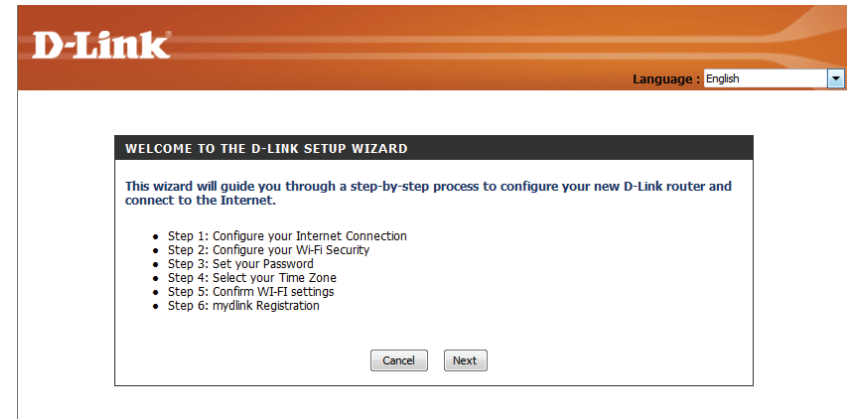 D-Link®
Language : English
WELCOME TO THE D-LINK SETUP WIZARD
This wizard will guide you through a step-by-step process to configure your new D-Link router and
connect to the Internet.
• Step 1: Configure your Internet Connection
• Step 2: Configure your Wi-Fi Security
• Step 3: Set your Password
• Step 4: Select your Time Zone
• Step 5: Confirm WI-FI settings
• Step 6: mydlink Registration
Cancel Next